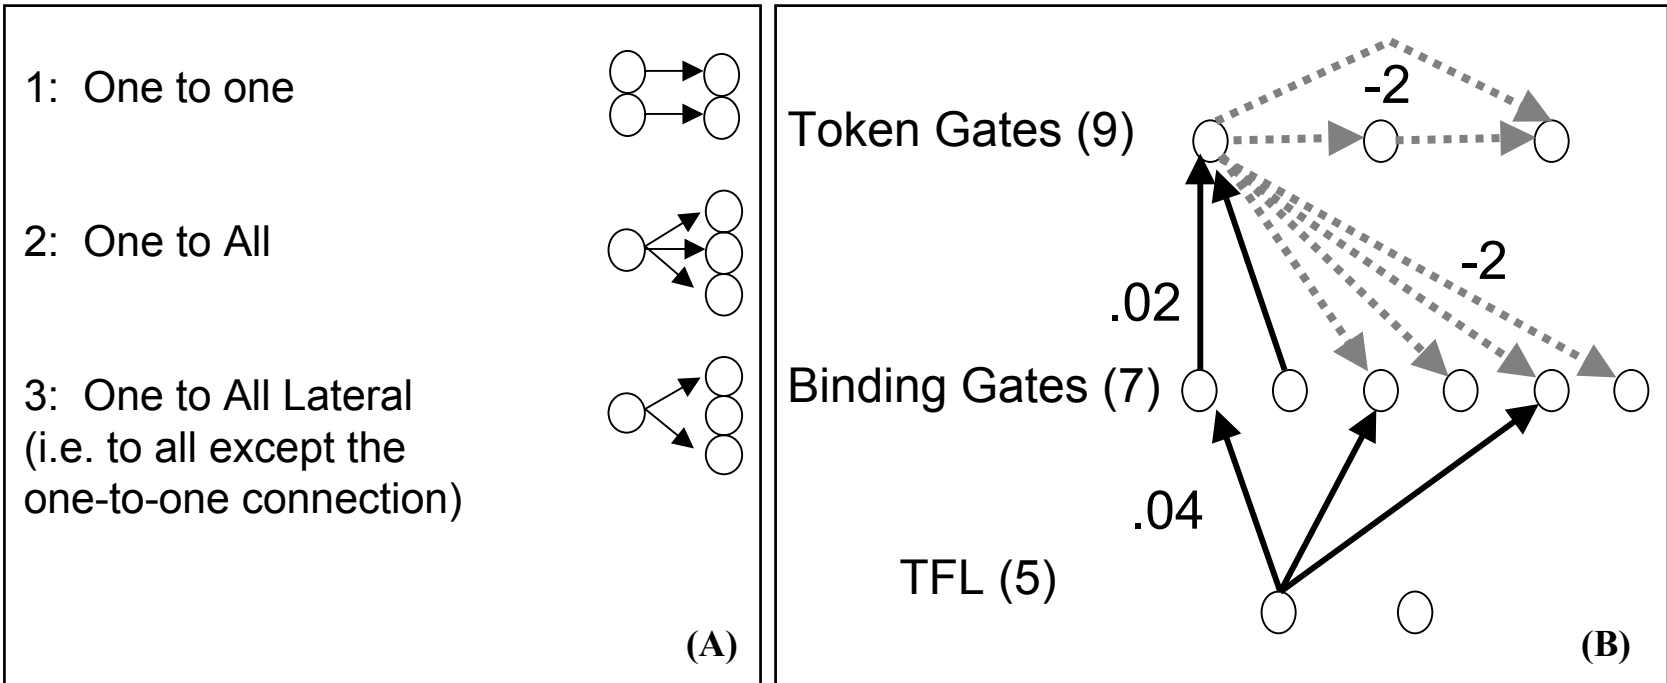 1: One to one
2: One to All
3: One to All Lateral
(i.e. to all except the
one-to-one connection)
(A)
-2
Token Gates (9)
-2
.02
Binding Gates (7)
.04
TFL (5)
(B)